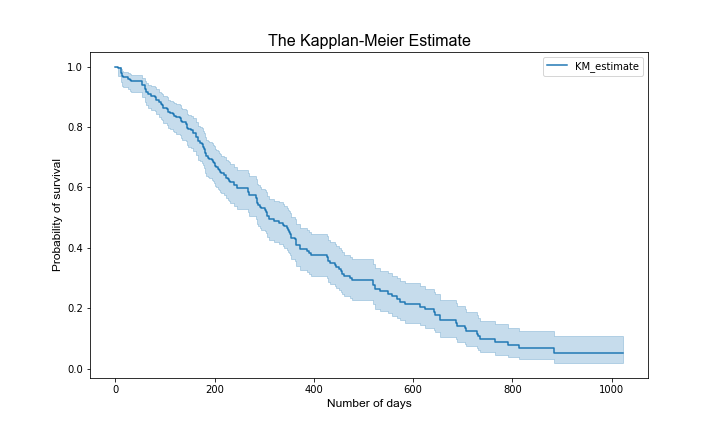 The Kapplan-Meier Estimate
KM_estimate
Probability of survival
1.0
0.8
0.6
0.4
0.2
0.0
0 200 400 600 800 1000
Number of days